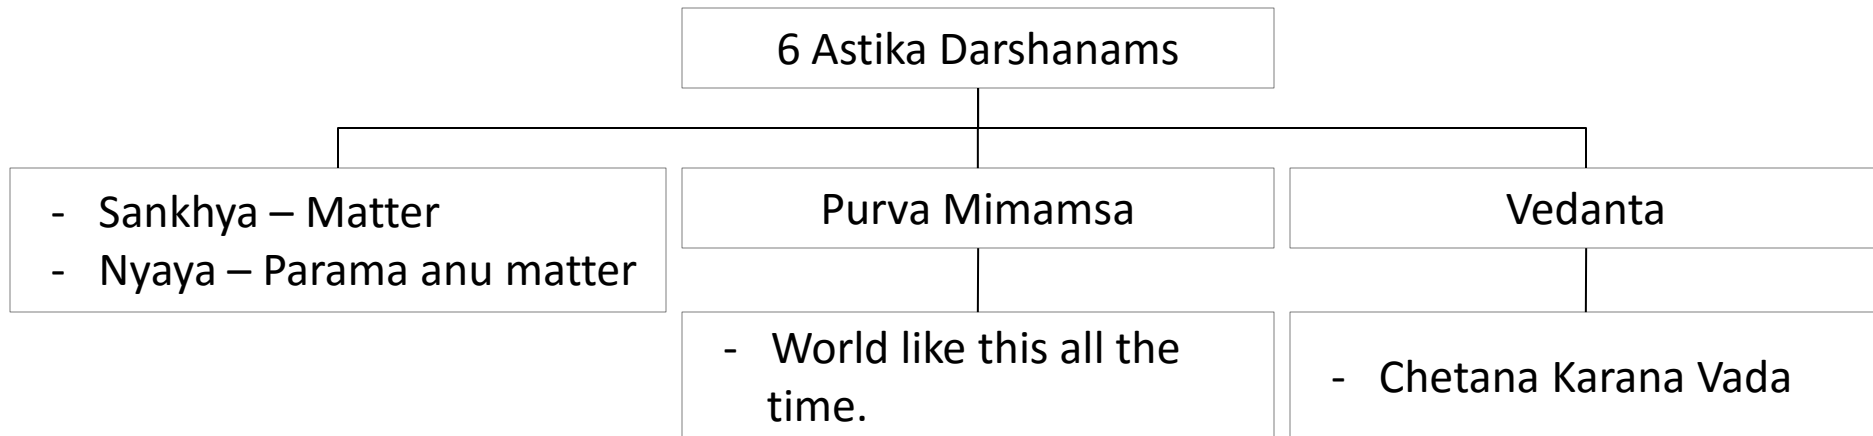 6 Astika Darshanams
- Sankhya – Matter
- Nyaya – Parama anu matter
Purva Mimamsa
Vedanta
- World like this all the
time.
- Chetana Karana Vada